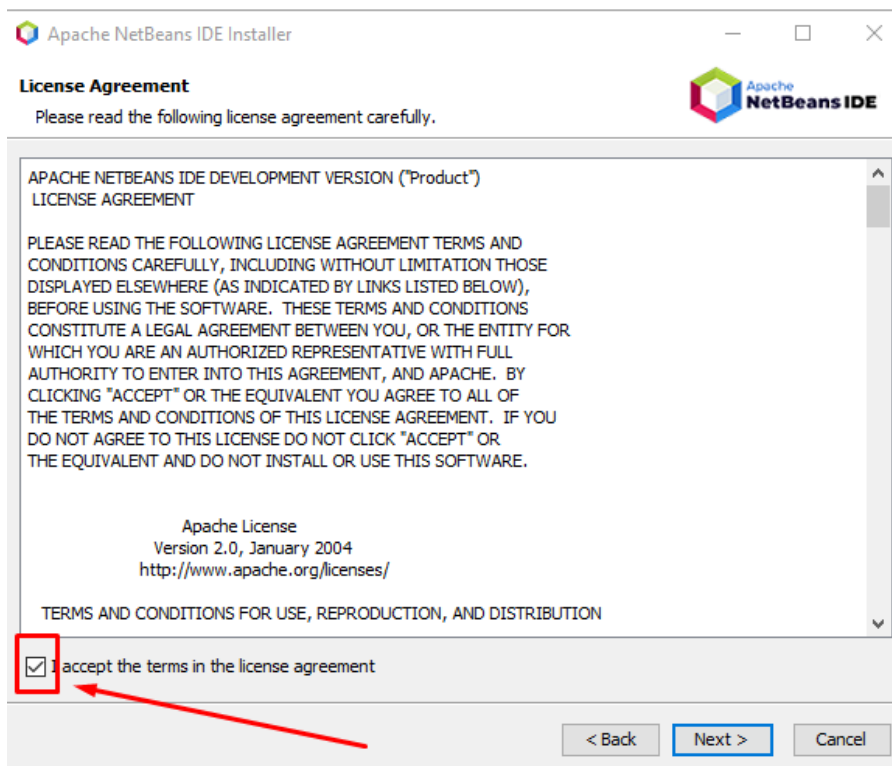 Apache NetBeans IDE Installer
License Agreement
Please read the following license agreement carefully.
Apache
NetBeans IDE
APACHE NETBEANS IDE DEVELOPMENT VERSION ("Product")
LICENSE AGREEMENT
PLEASE READ THE FOLLOWING LICENSE AGREEMENT TERMS AND
CONDITIONS CAREFULLY, INCLUDING WITHOUT LIMITATION THOSE
DISPLAYED ELSEWHERE (AS INDICATED BY LINKS LISTED BELOW),
BEFORE USING THE SOFTWARE.  THESE TERMS AND CONDITIONS
CONSTITUTE A LEGAL AGREEMENT BETWEEN YOU, OR THE ENTITY FOR
WHICH YOU ARE AN AUTHORIZED REPRESENTATIVE WITH FULL
AUTHORITY TO ENTER INTO THIS AGREEMENT, AND APACHE.  BY
CLICKING "ACCEPT" OR THE EQUIVALENT YOU AGREE TO ALL OF
THE TERMS AND CONDITIONS OF THIS LICENSE AGREEMENT.  IF YOU
DO NOT AGREE TO THIS LICENSE DO NOT CLICK "ACCEPT" OR
THE EQUIVALENT AND DO NOT INSTALL OR USE THIS SOFTWARE.
Apache License
Version 2.0, January 2004
http://www.apache.org/licenses/
TERMS AND CONDITIONS FOR USE, REPRODUCTION, AND DISTRIBUTION
I accept the terms in the license agreement
< Back
Next >
Cancel